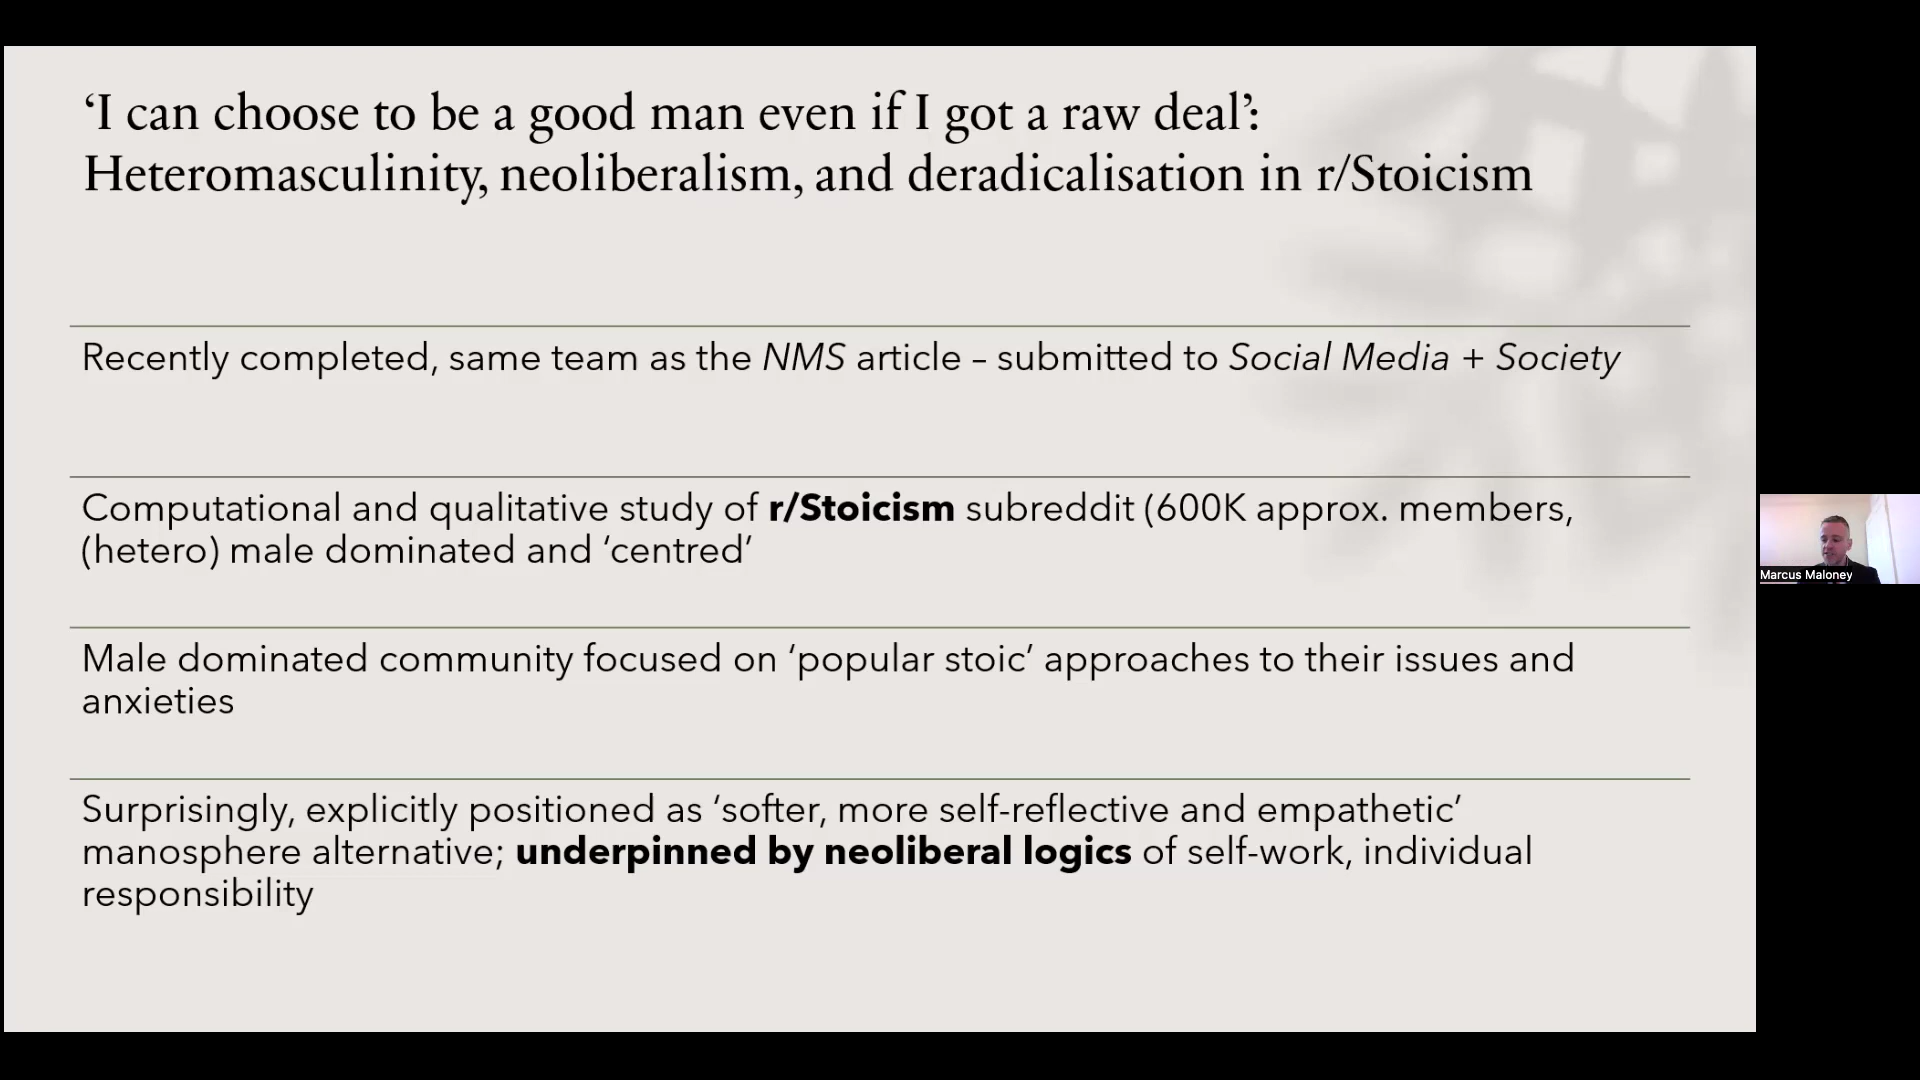 ‘I can choose to be a good man even if I got a raw deal’:
Heteromasculinity, neoliberalism, and deradicalisation in r/Stoicism
Recently completed, same team as the NMS article – submitted to Social Media + Society
Computational and qualitative study of r/Stoicism subreddit (600K approx. members,
(hetero) male dominated and ‘centred’
Male dominated community focused on ‘popular stoic’ approaches to their issues and
anxieties
Surprisingly, explicitly positioned as ‘softer, more self-reflective and empathetic’
manosphere alternative; underpinned by neoliberal logics of self-work, individual
responsibility
Marcus Maloney